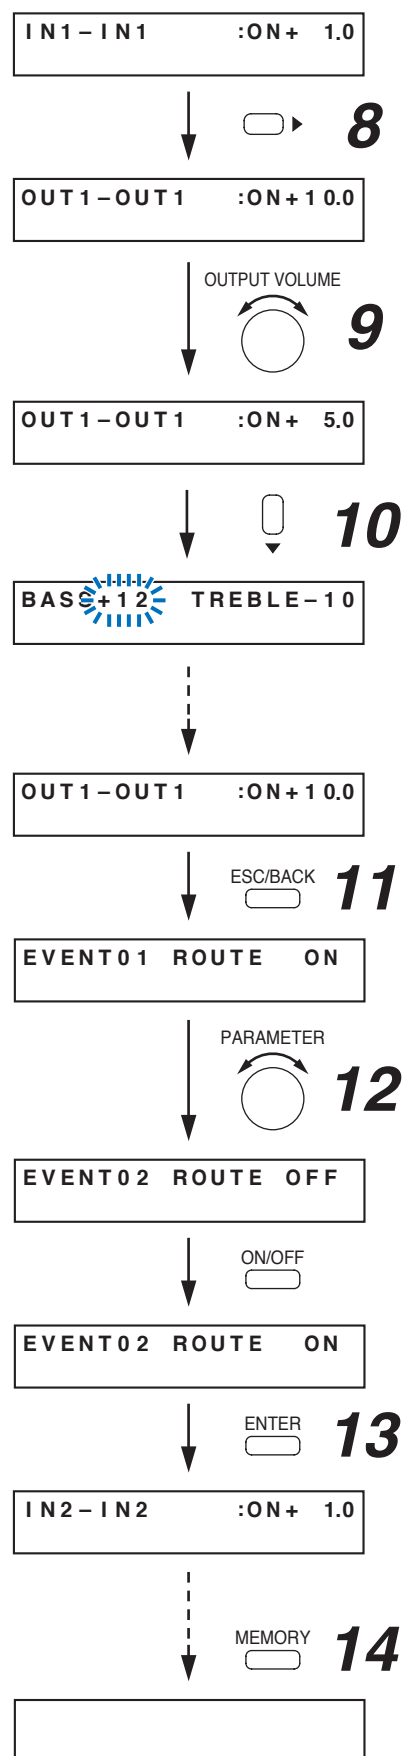 IN1–IN1 :ON+ 1.0
8
OUT1–OUT1 :ON+10.0
OUTPUT VOLUME
9
OUT1–OUT1 :ON+ 5.0
10
BASS+12 TREBLE–10
OUT1–OUT1 :ON+10.0
ESC/BACK
11
EVENT01 ROUTE ON
PARAMETER
12
EVENT02 ROUTE OFF
ON/OFF
EVENT02 ROUTE ON
ENTER
13
IN2–IN2 :ON+ 1.0
MEMORY
14